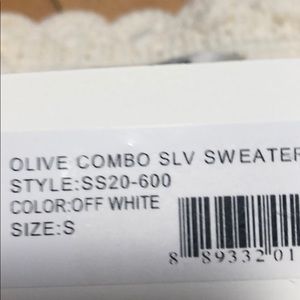 OLIVE COMBO SLV SWEATER
STYLE:SS20-600
COLOR:OFF WHITE
SIZE:S
8 89332 01